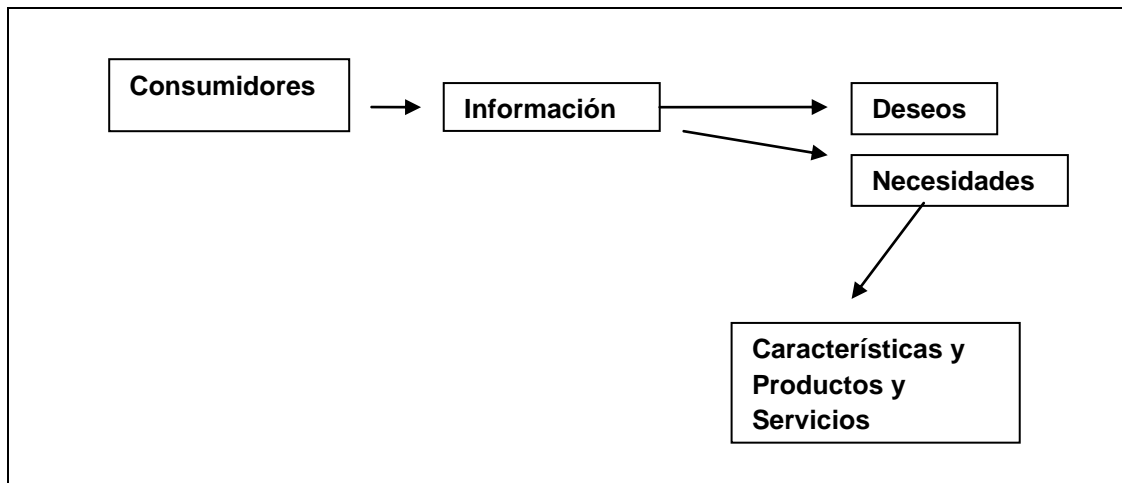 Consumidores
Información
Deseos
Necesidades
Características y
Productos y
Servicios